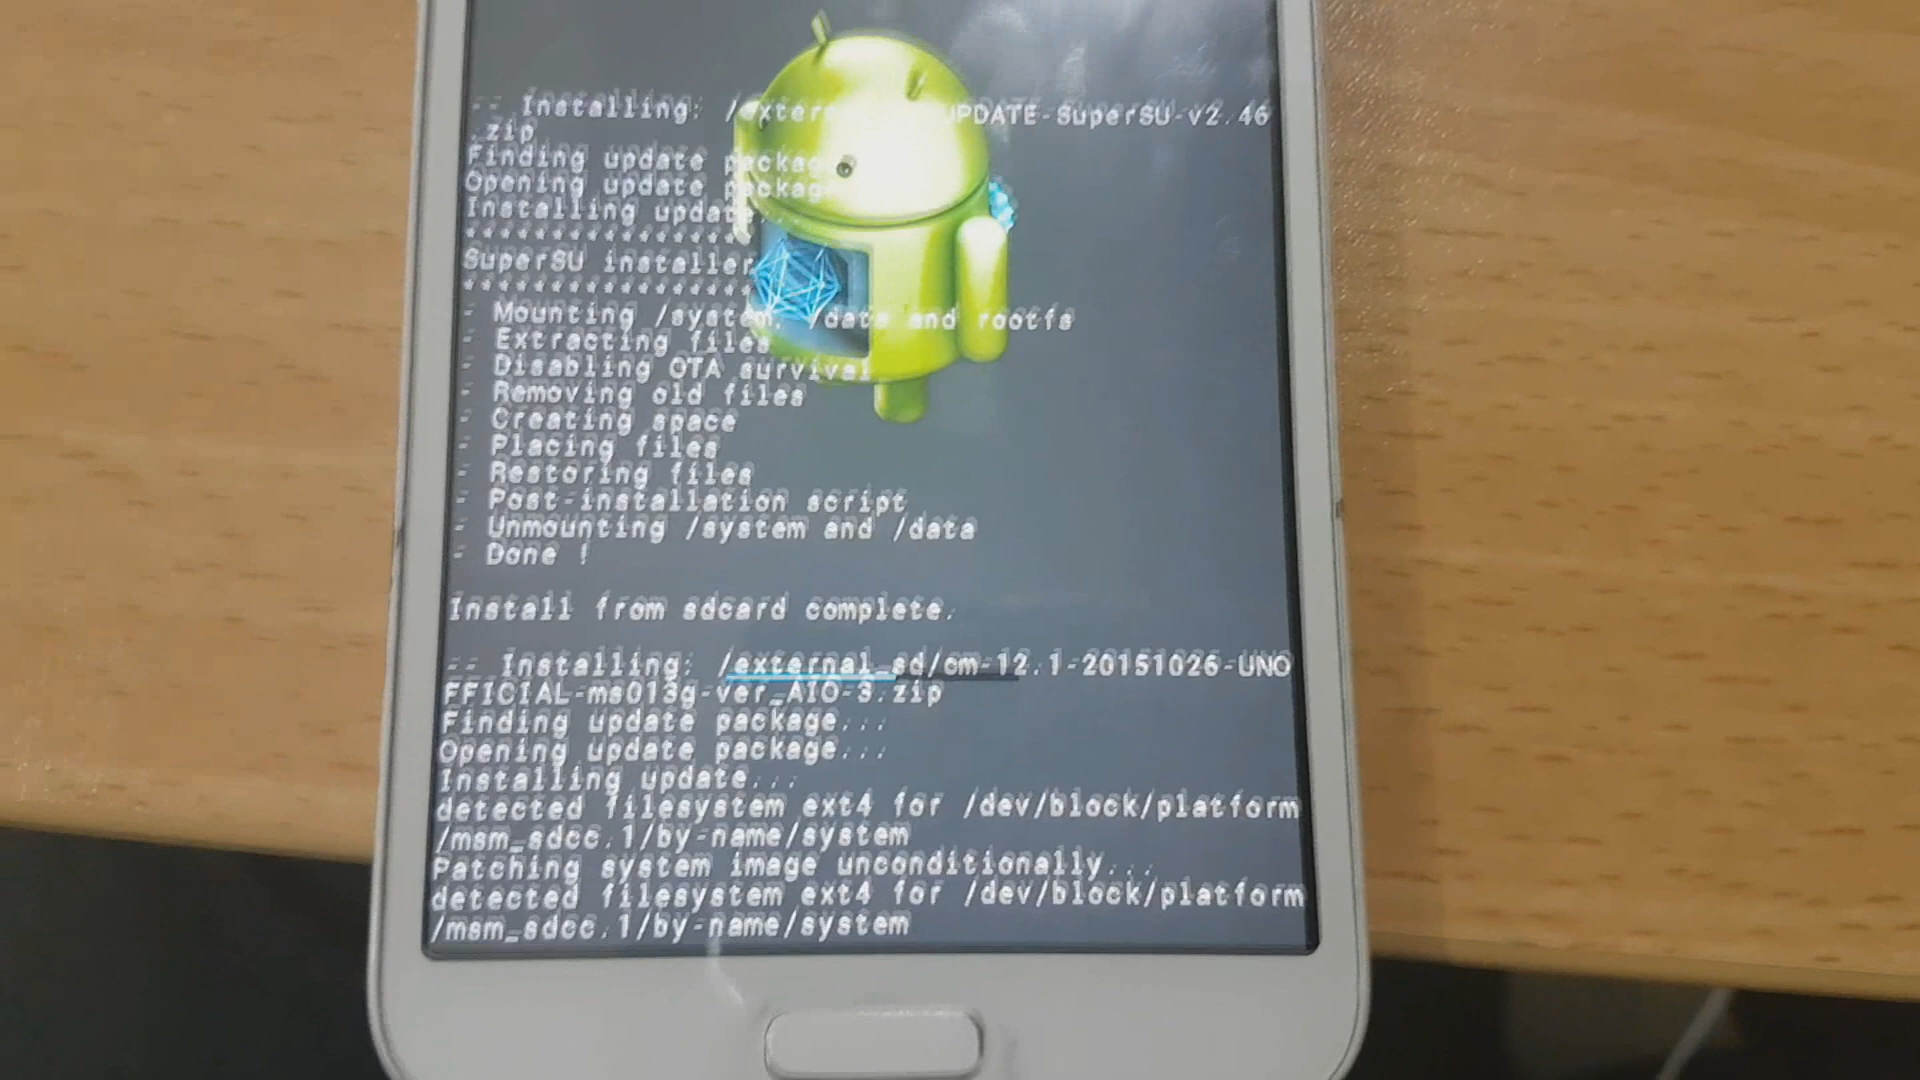 -- Installing: /extern UPDATE-SuperSU-v2.46
.zip
Finding update packag
Opening update packag
Installing update
****************
SuperSU installer
****************
- Mounting /system, /data and rootfs
- Extracting files
- Disabling OTA survival
- Removing old files
- Creating space
- Placing files
- Restoring files
- Post-installation script
- Unmounting /system and /data
- Done !
Install from sdcard complete.
-- Installing: /external_sd/cm-12.1-20151026-UNO
FFICIAL-ms013g-ver_AIO-3.zip
Finding update package...
Opening update package...
Installing update...
detected filesystem ext4 for /dev/block/platform
/msm_sdcc.1/by-name/system
Patching system image unconditionally...
detected filesystem ext4 for /dev/block/platform
/msm_sdcc.1/by-name/system